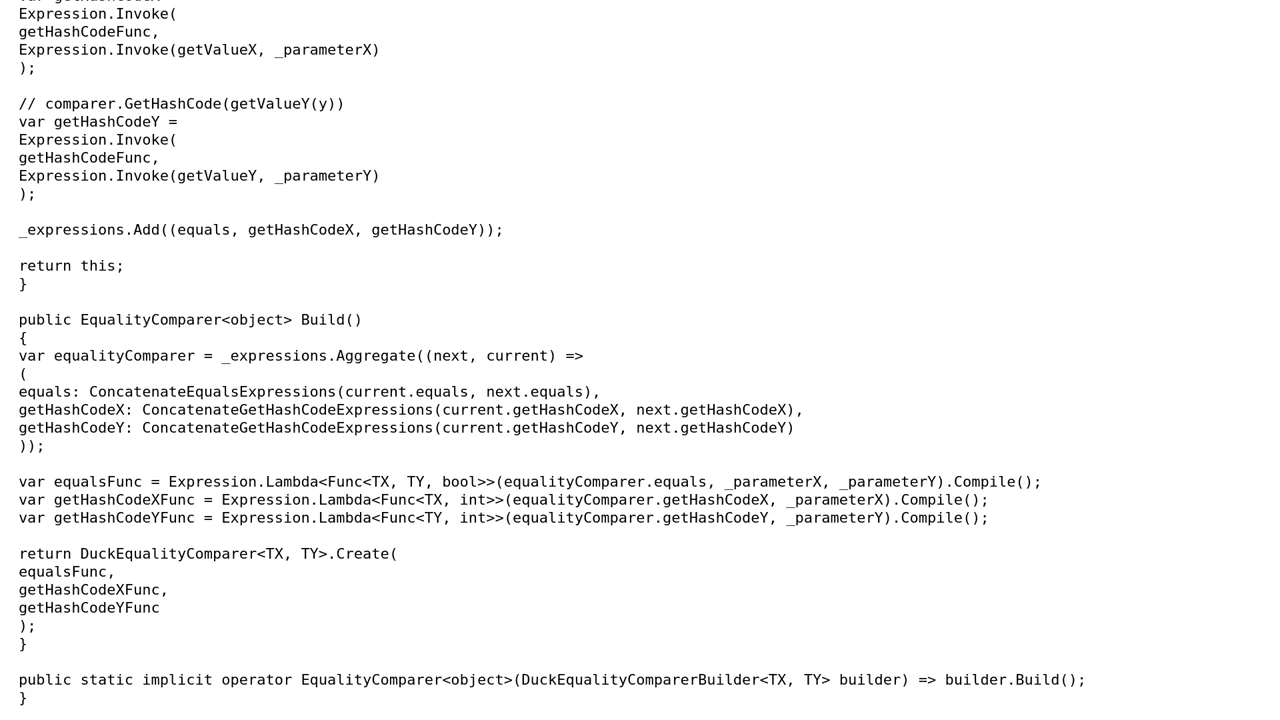 Expression.Invoke(
getHashCodeFunc,
Expression.Invoke(getValueX, _parameterX)
);
// comparer.GetHashCode(getValueY(y))
var getHashCodeY =
Expression.Invoke(
getHashCodeFunc,
Expression.Invoke(getValueY, _parameterY)
);
_expressions.Add((equals, getHashCodeX, getHashCodeY));
return this;
}
public EqualityComparer<object> Build()
{
var equalityComparer = _expressions.Aggregate((next, current) =>
(
equals: ConcatenateEqualsExpressions(current.equals, next.equals),
getHashCodeX: ConcatenateGetHashCodeExpressions(current.getHashCodeX, next.getHashCodeX),
getHashCodeY: ConcatenateGetHashCodeExpressions(current.getHashCodeY, next.getHashCodeY)
));
var equalsFunc = Expression.Lambda<Func<TX, TY, bool>>(equalityComparer.equals, _parameterX, _parameterY).Compile();
var getHashCodeXFunc = Expression.Lambda<Func<TX, int>>(equalityComparer.getHashCodeX, _parameterX).Compile();
var getHashCodeYFunc = Expression.Lambda<Func<TY, int>>(equalityComparer.getHashCodeY, _parameterY).Compile();
return DuckEqualityComparer<TX, TY>.Create(
equalsFunc,
getHashCodeXFunc,
getHashCodeYFunc
);
}
public static implicit operator EqualityComparer<object>(DuckEqualityComparerBuilder<TX, TY> builder) => builder.Build();
}